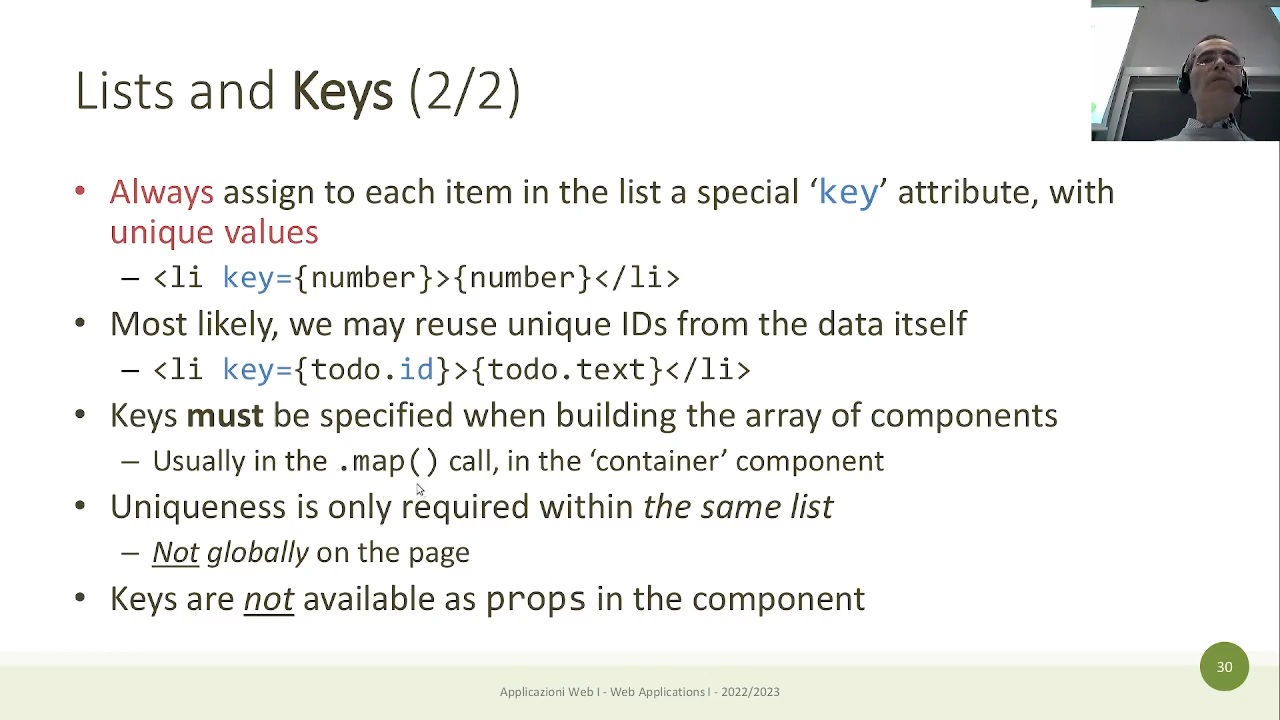 Lists and Keys (2/2)
• Always assign to each item in the list a special ‘key’ attribute, with
unique values
– <li key={number}>{number}</li>
• Most likely, we may reuse unique IDs from the data itself
– <li key={todo.id}>{todo.text}</li>
• Keys must be specified when building the array of components
– Usually in the .map() call, in the ‘container’ component
• Uniqueness is only required within the same list
– Not globally on the page
• Keys are not available as props in the component
30
Applicazioni Web I - Web Applications I - 2022/2023